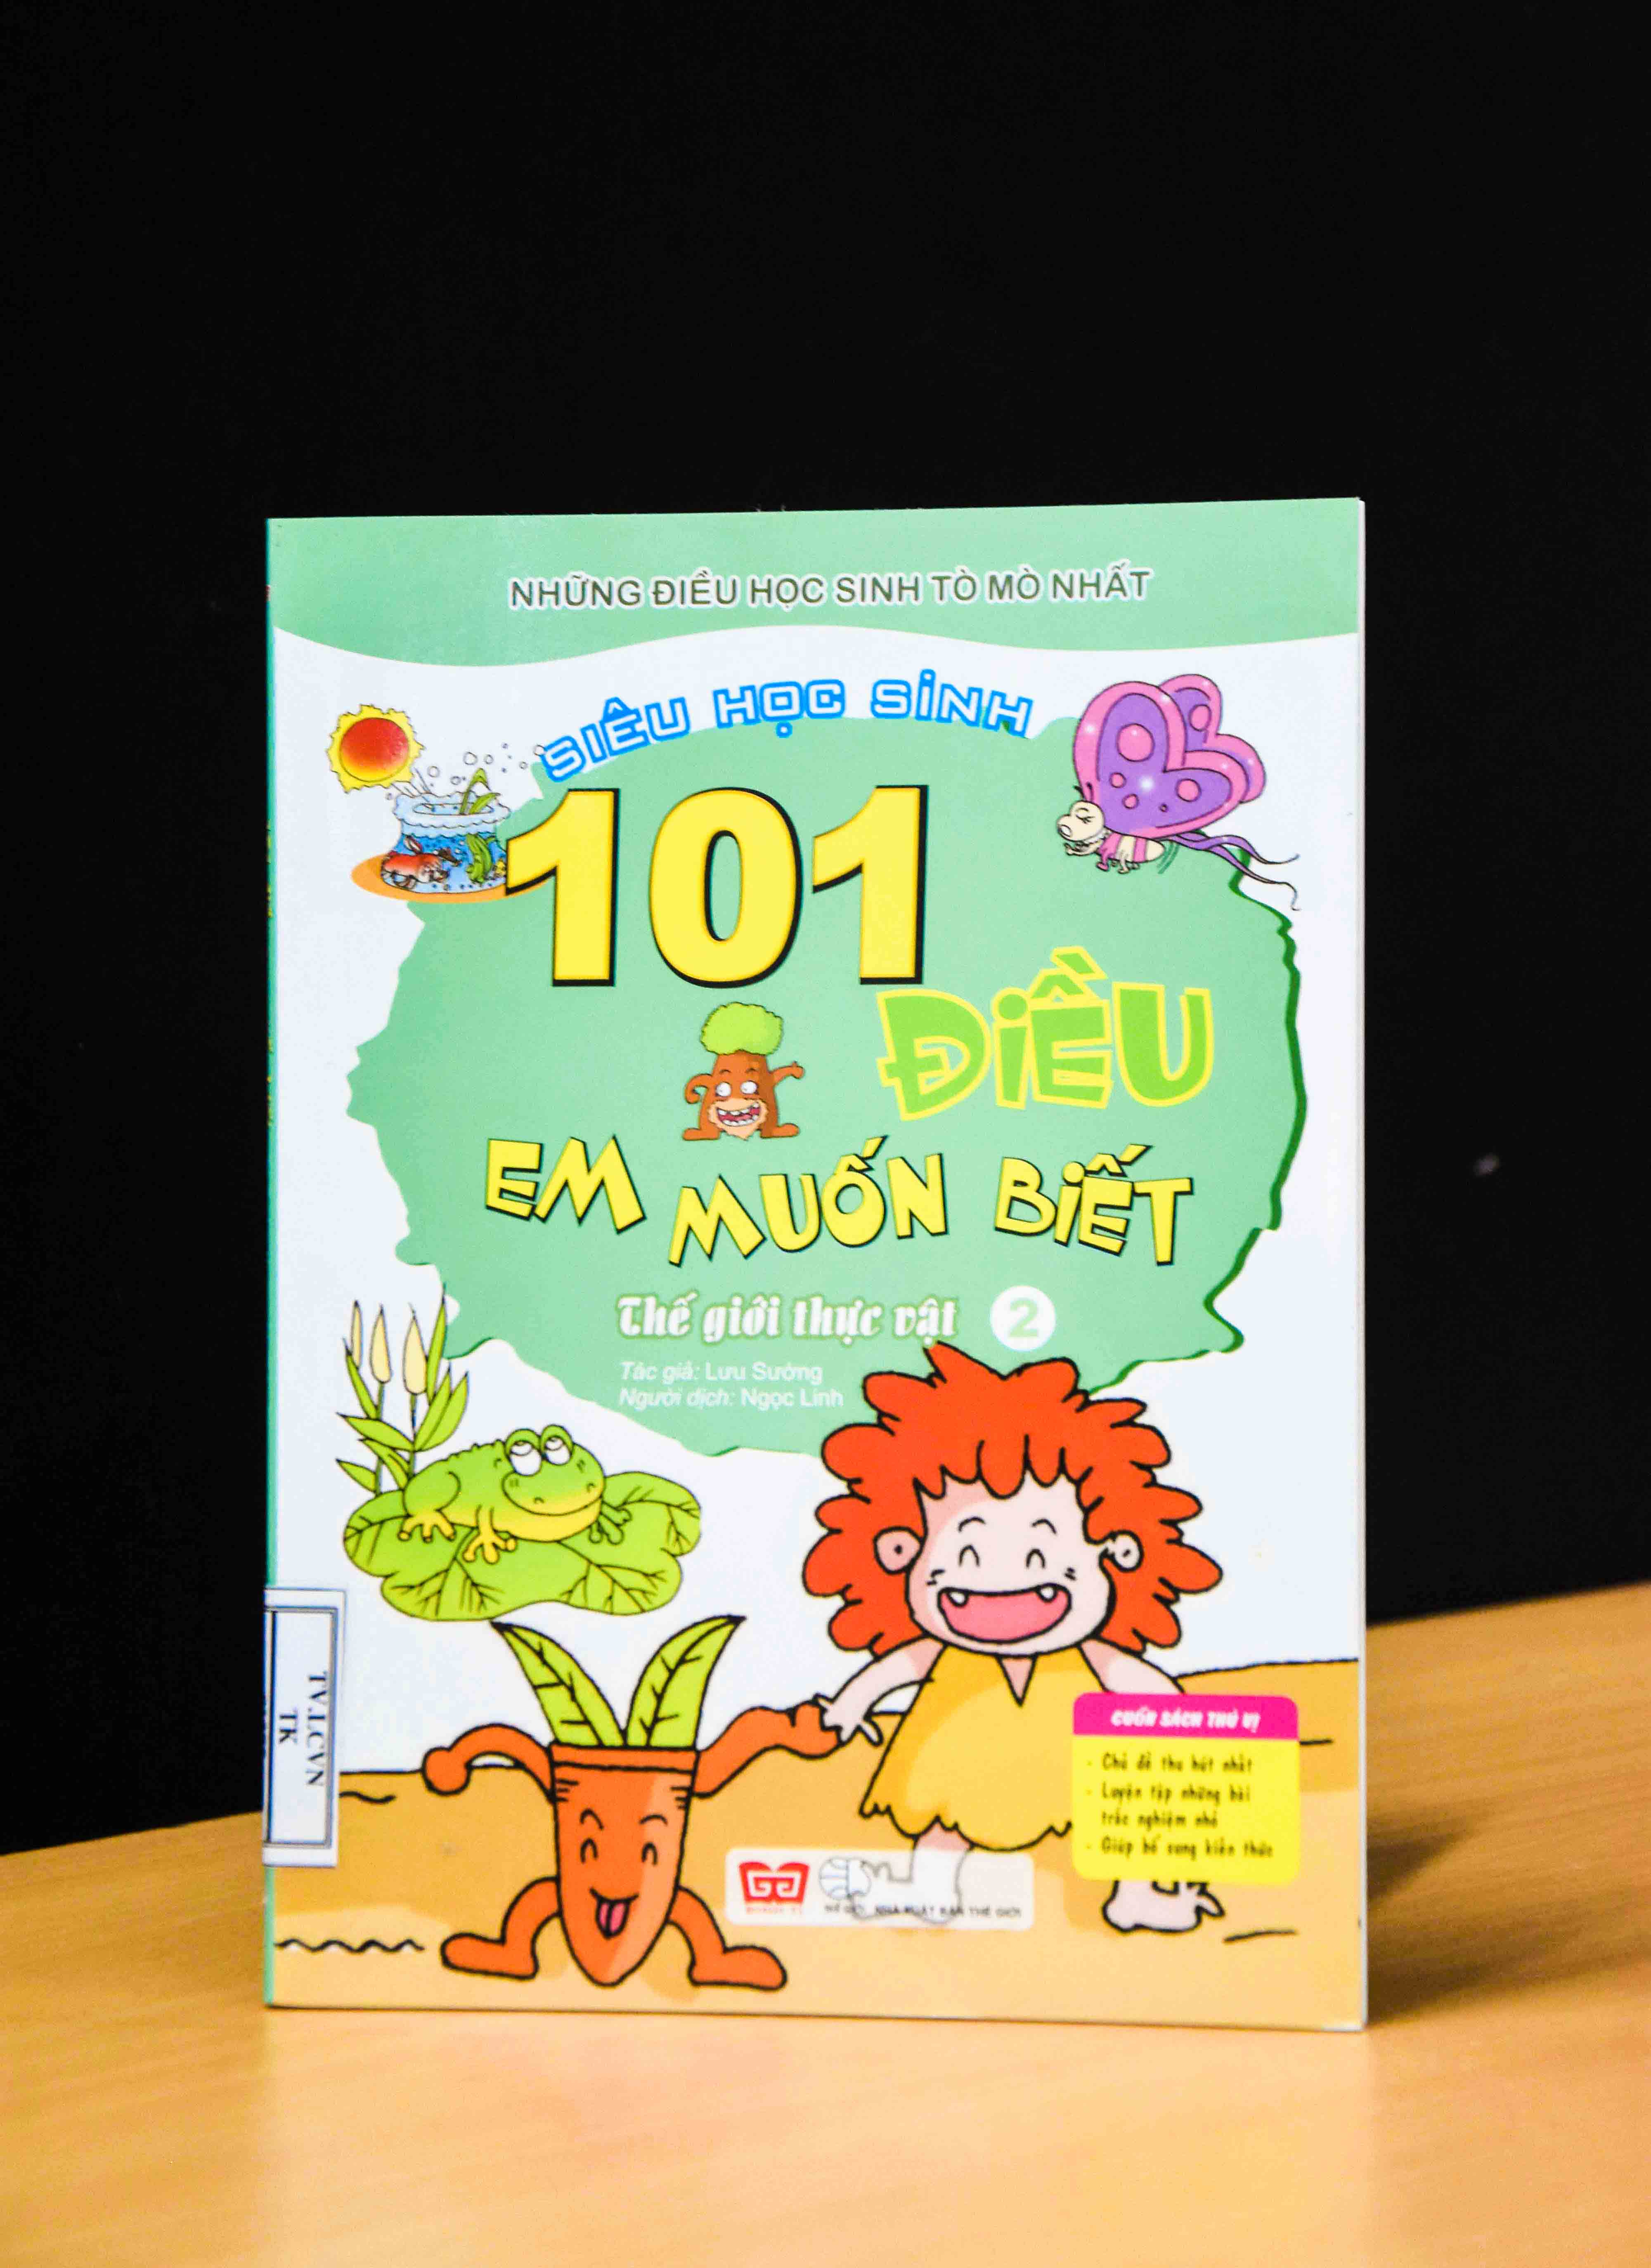 NHỮNG ĐIỀU HỌC SINH TÒ MÒ NHẤT
SIÊU HỌC SINH
101
ĐIỀU
EM MUỐN BIẾT
Thế giới thực vật 2
Tác giả: Lưu Sướng
Người dịch: Ngọc Linh
CUỐN SÁCH THÚ VỊ
- Chủ đề thu hút nhất
- Luyện tập những bài
trắc nghiệm nhỏ
- Giúp bổ sung kiến thức
NHÀ XUẤT BẢN THẾ GIỚI
TV.LCVN
TK